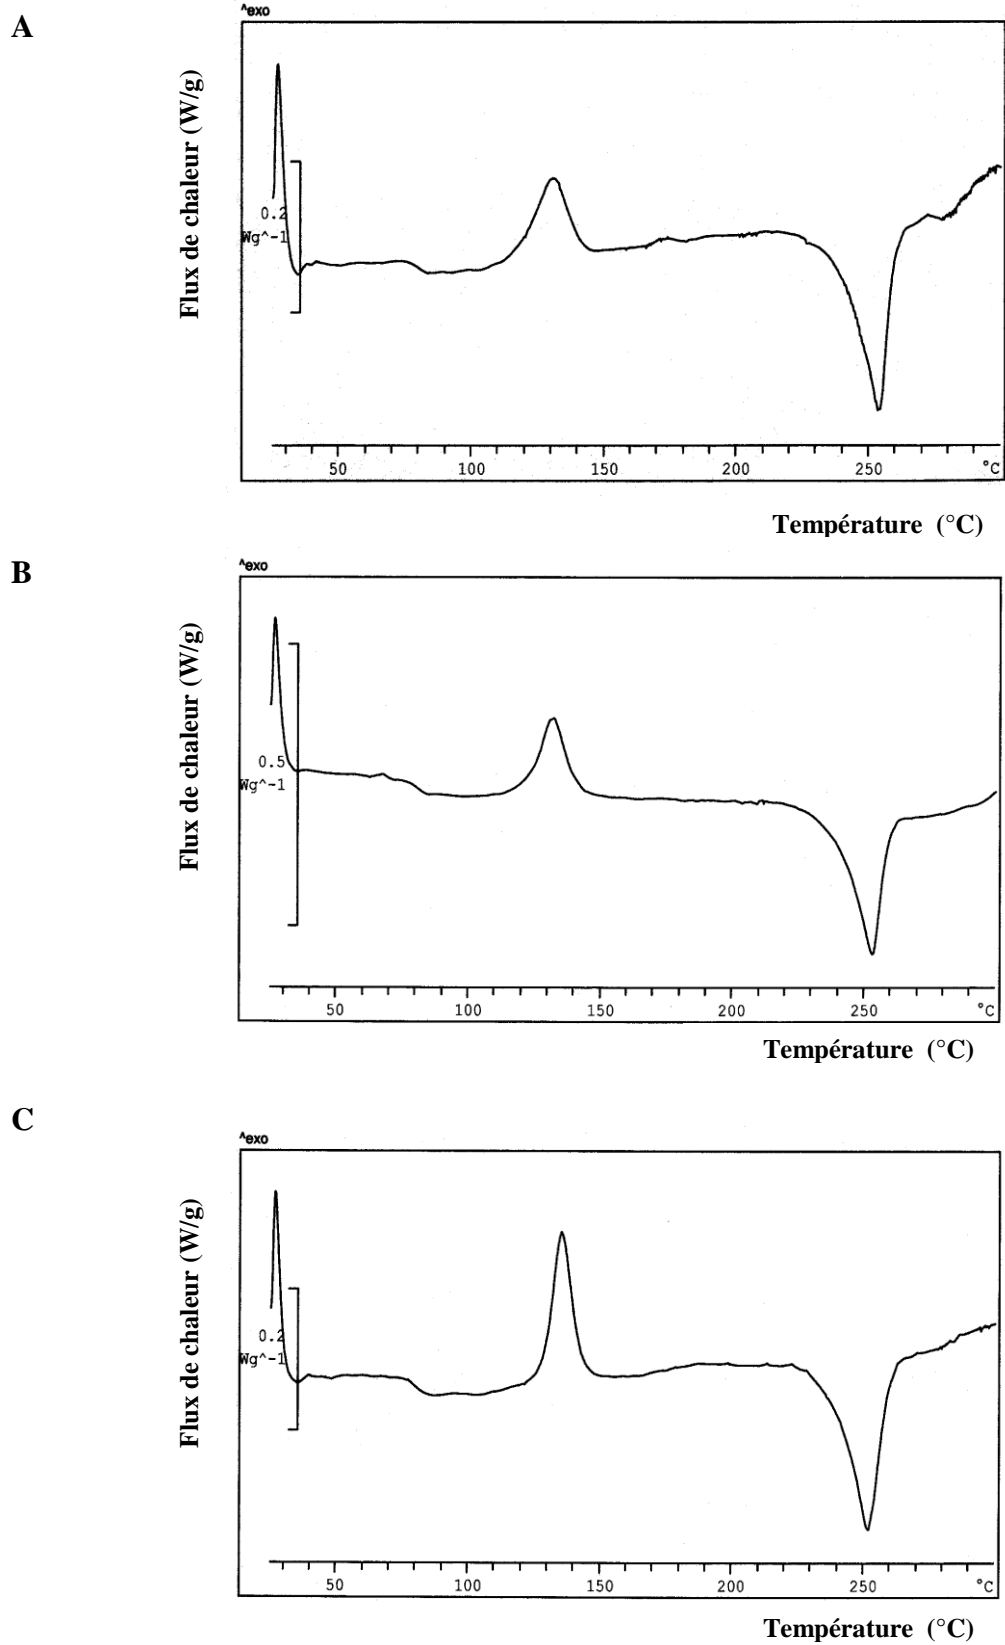 A
^exo
Flux de chaleur (W/g)
0.2
Wg^-1
50 100 150 200 250 °C
Température (°C)
B
^exo
Flux de chaleur (W/g)
0.5
Wg^-1
50 100 150 200 250 °C
Température (°C)
C
^exo
Flux de chaleur (W/g)
0.2
Wg^-1
50 100 150 200 250 °C
Température (°C)